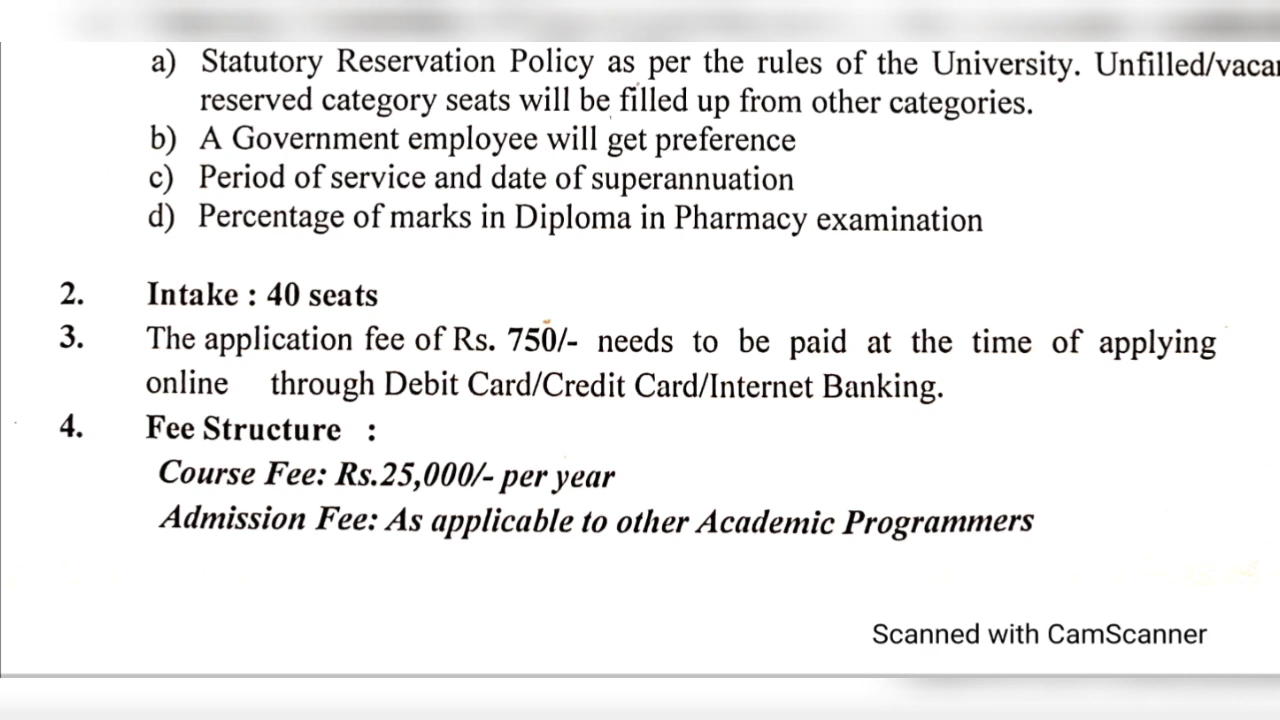 a) Statutory Reservation Policy as per the rules of the University. Unfilled/vacan
reserved category seats will be filled up from other categories.
b) A Government employee will get preference
c) Period of service and date of superannuation
d) Percentage of marks in Diploma in Pharmacy examination
2. Intake : 40 seats
3. The application fee of Rs. 750/- needs to be paid at the time of applying
online through Debit Card/Credit Card/Internet Banking.
4. Fee Structure :
Course Fee: Rs.25,000/- per year
Admission Fee: As applicable to other Academic Programmers
Scanned with CamScanner